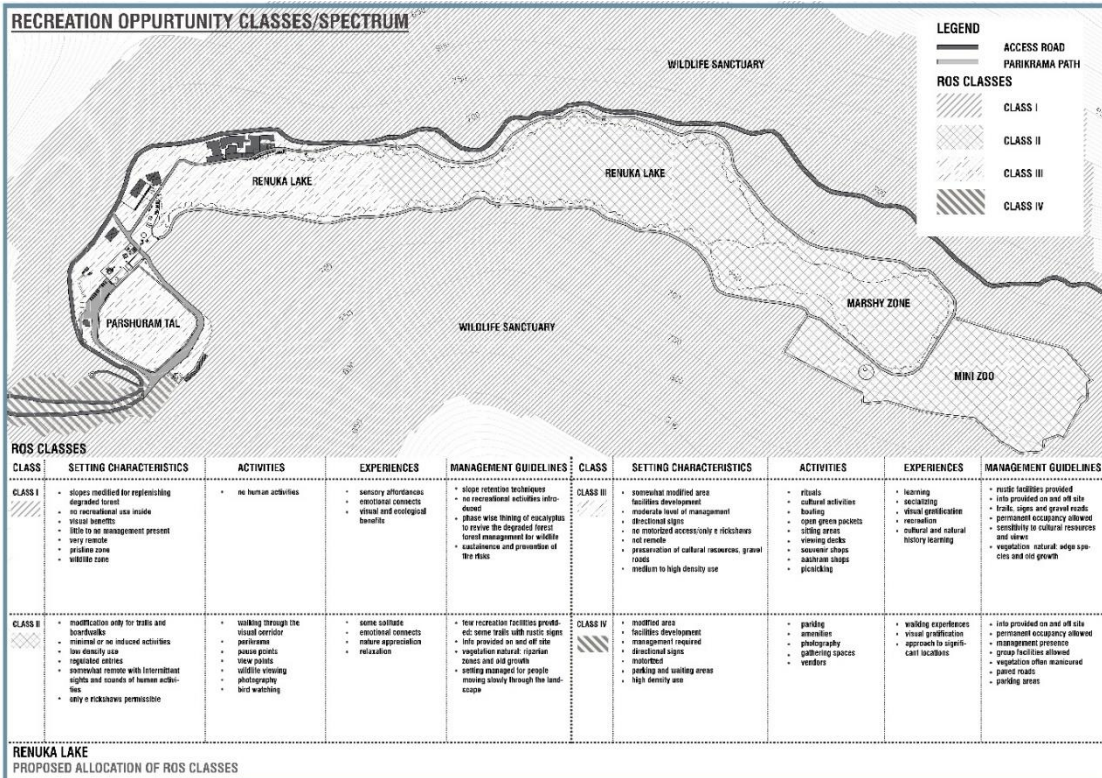 RECREATION OPPURTUNITY CLASSES/SPECTRUM
LEGEND
ACCESS ROAD
PARIKRAMA PATH
ROS CLASSES
CLASS I
CLASS II
CLASS III
CLASS IV
WILDLIFE SANCTUARY
RENUKA LAKE
RENUKA LAKE
PARSHURAM TAL
WILDLIFE SANCTUARY
MARSHY ZONE
MINI ZOO
ROS CLASSES
CLASS
SETTING CHARACTERISTICS
ACTIVITIES
EXPERIENCES
MANAGEMENT GUIDELINES
CLASS I
• slopes modified for replenishing
degraded forest
• no recreational use inside
• visual benefits
• little to no management present
• very remote
• pristine zone
• wildlife zone
• no human activities
• sensory affordances
• emotional connects
• visual and ecological
benefits
• slope retention techniques
• no recreational activities intro-
duced
• phase wise thining of eucalyptus
to revive the degraded forest
forest management for wildlife
• sustainence and prevention of
fire risks
CLASS II
• modification only for trails and
boardwalks
• minimal or no induced activities
• low density use
• regulated entries
• somewhat remote with intermittent
sights and sounds of human activi-
ties
• only e rickshaws permissible
• walking through the
visual corridor
• parikrama
• pause points
• view points
• wildlife viewing
• photography
• bird watching
• some solitude
• emotional connects
• nature appreciation
• relaxation
• few recreation facilities provid-
ed: some trails with rustic signs
• info provided on and off site
• vegetation natural: riparian
zones and old growth
• setting managed for people
moving slowly through the land-
scape
CLASS
SETTING CHARACTERISTICS
ACTIVITIES
EXPERIENCES
MANAGEMENT GUIDELINES
CLASS III
• somewhat modified area
facilities development
• moderate level of management
• directional signs
• no motorized access/only e rickshaws
• not remote
• preservation of cultural resources, gravel
roads
• medium to high density use
• rituals
• cultural activities
• boating
• open green pockets
• sitting areas
• viewing decks
• souvenir shops
• aashram shops
• picnicking
• learning
• socializing
• visual gratification
• recreation
• cultural and natural
history learning
• rustic facilities provided
• info provided on and off site
• trails, signs and gravel roads
• permanent occupancy allowed
• sensitivity to cultural resources
and views
• vegetation natural: edge spe-
cies and old growth
CLASS IV
• modified area
• facilities development
• management required
• directional signs
• motorized
• parking and waiting areas
• high density use
• parking
• amenities
• photography
• gathering spaces
• vendors
• walking experiences
• visual gratification
• approach to signifi-
cant locations
• info provided on and off site
• permanent occupancy allowed
• management presence
• group facilities allowed
• vegetation often manicured
• paved roads
• parking areas
RENUKA LAKE
PROPOSED ALLOCATION OF ROS CLASSES